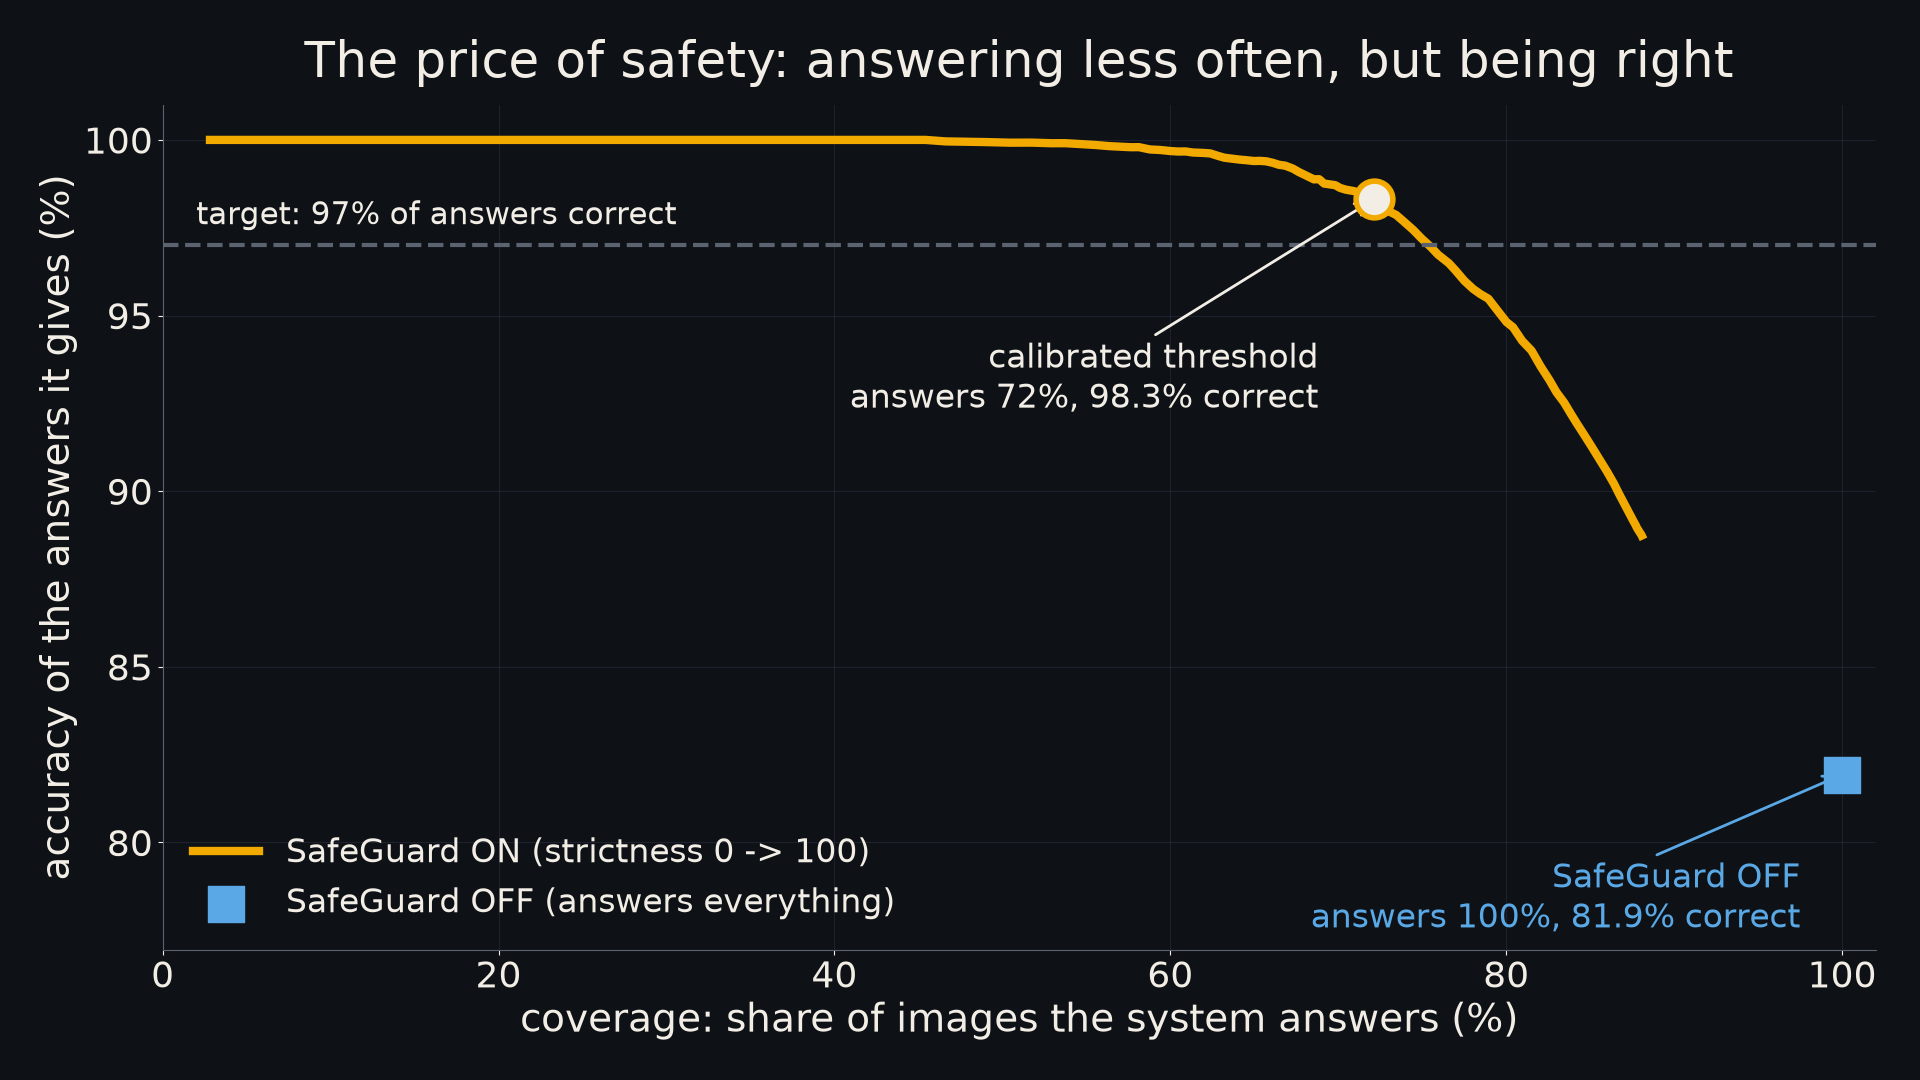 The price of safety: answering less often, but being right
accuracy of the answers it gives (%)
100
95
90
85
80
target: 97% of answers correct
calibrated threshold
answers 72%, 98.3% correct
SafeGuard ON (strictness 0 -> 100)
SafeGuard OFF (answers everything)
SafeGuard OFF
answers 100%, 81.9% correct
0 20 40 60 80 100
coverage: share of images the system answers (%)